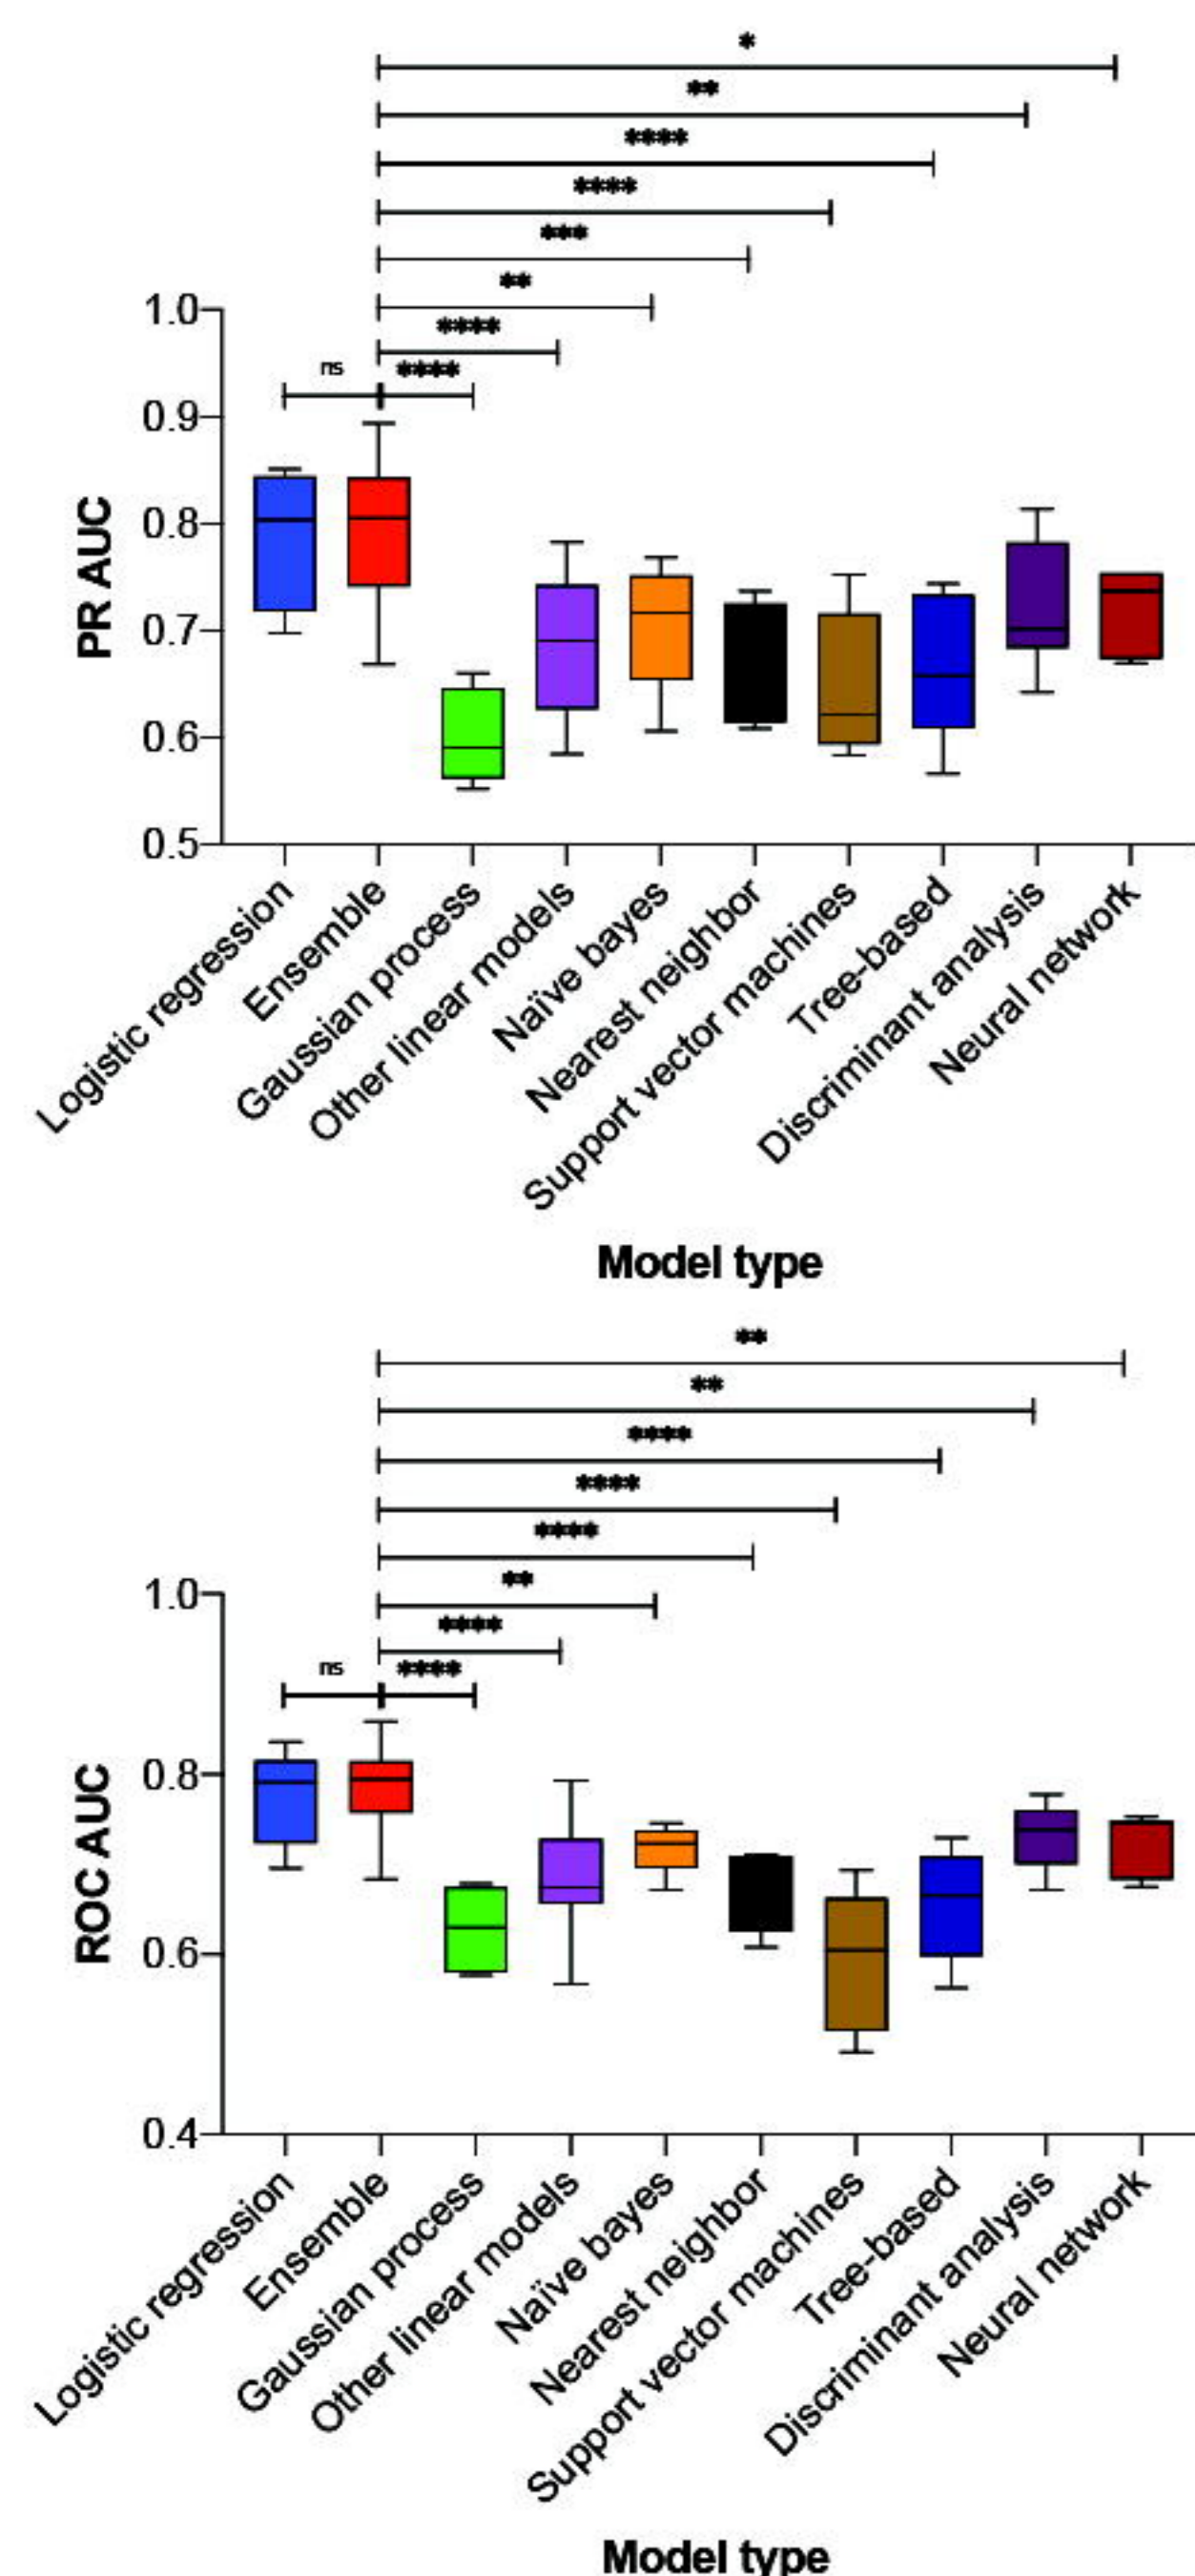 *
**
****
****
***
**
****
ns ****
1.0
0.9
0.8
0.7
0.6
0.5
PR AUC
Logistic regression
Ensemble
Gaussian process
Other linear models
Naïve bayes
Nearest neighbor
Support vector machines
Tree-based
Discriminant analysis
Neural network
Model type
**
**
****
****
****
**
****
ns ****
1.0
0.8
0.6
0.4
ROC AUC
Logistic regression
Ensemble
Gaussian process
Other linear models
Naïve bayes
Nearest neighbor
Support vector machines
Tree-based
Discriminant analysis
Neural network
Model type